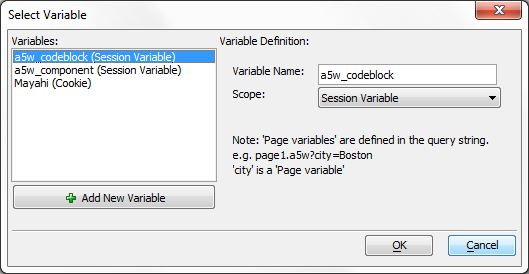 Select Variable
Variables:
a5w_codeblock (Session Variable)
a5w_component (Session Variable)
Mayahi (Cookie)
Add New Variable
Variable Definition:
Variable Name: a5w_codeblock
Scope: Session Variable
Note: 'Page variables' are defined in the query string.
e.g. page1.a5w?city=Boston
'city' is a 'Page variable'
OK Cancel